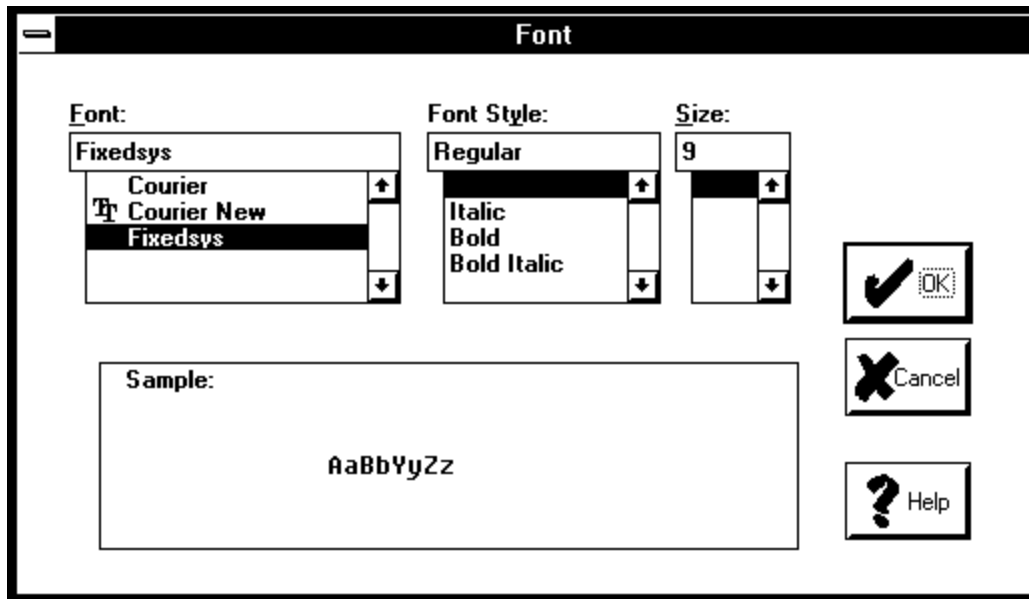 Font
Font:
Fixedsys
Courier
Courier New
Fixedsys
Font Style:
Regular
Italic
Bold
Bold Italic
Size:
9
OK
Cancel
Help
Sample:
AaBbYyZz